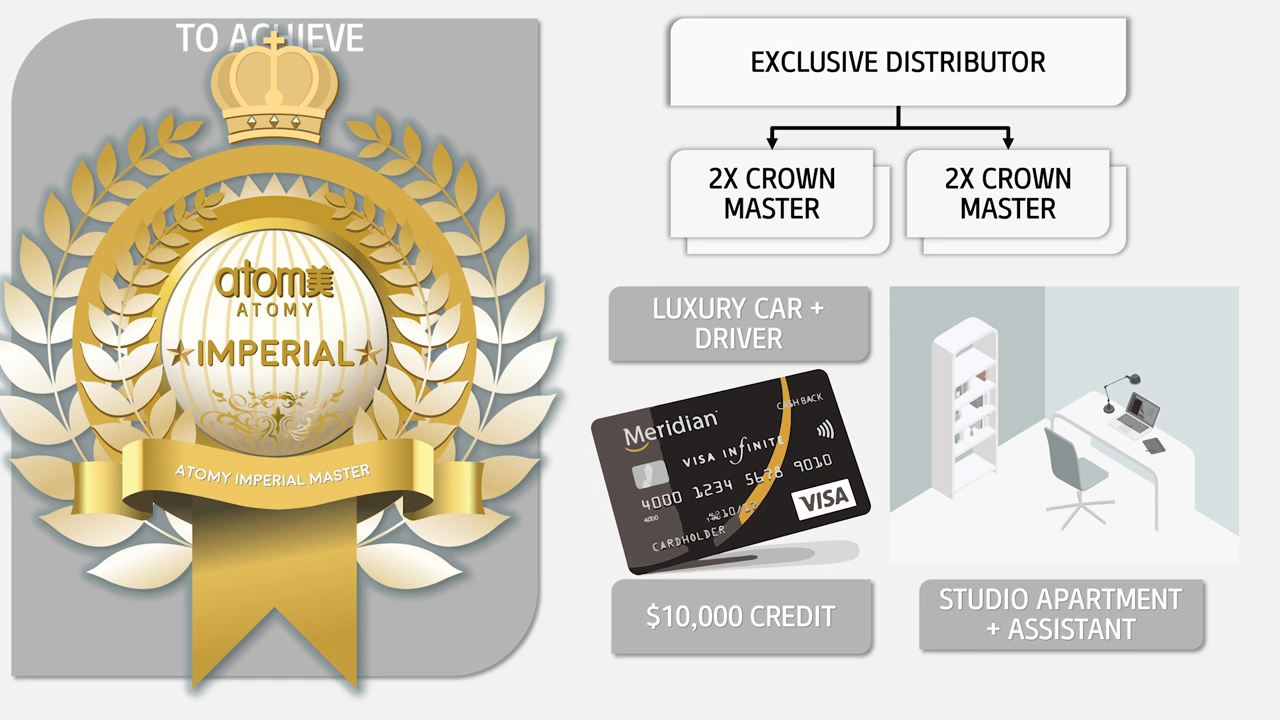 TO ACHIEVE
atom美
ATOMY
IMPERIAL
ATOMY IMPERIAL MASTER
EXCLUSIVE DISTRIBUTOR
2X CROWN
MASTER
2X CROWN
MASTER
LUXURY CAR +
DRIVER
Meridian
CASH BACK
VISA INFINITE
4000 1234 5678 9010
4000
CARDHOLDER
VISA
$10,000 CREDIT
STUDIO APARTMENT
+ ASSISTANT